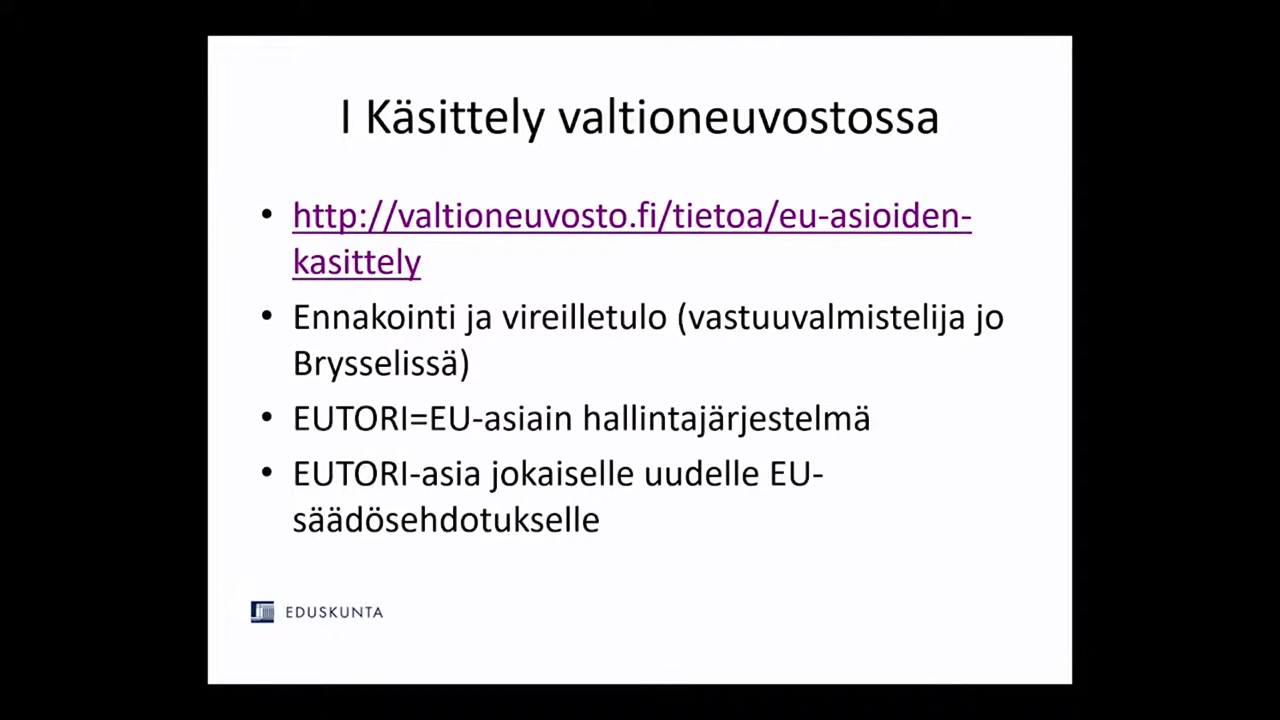 I Käsittely valtioneuvostossa
• http://valtioneuvosto.fi/tietoa/eu-asioiden-
kasittely
• Ennakointi ja vireilletulo (vastuuvalmistelija jo
Brysselissä)
• EUTORI=EU-asiain hallintajärjestelmä
• EUTORI-asia jokaiselle uudelle EU-
säädösehdotukselle
EDUSKUNTA